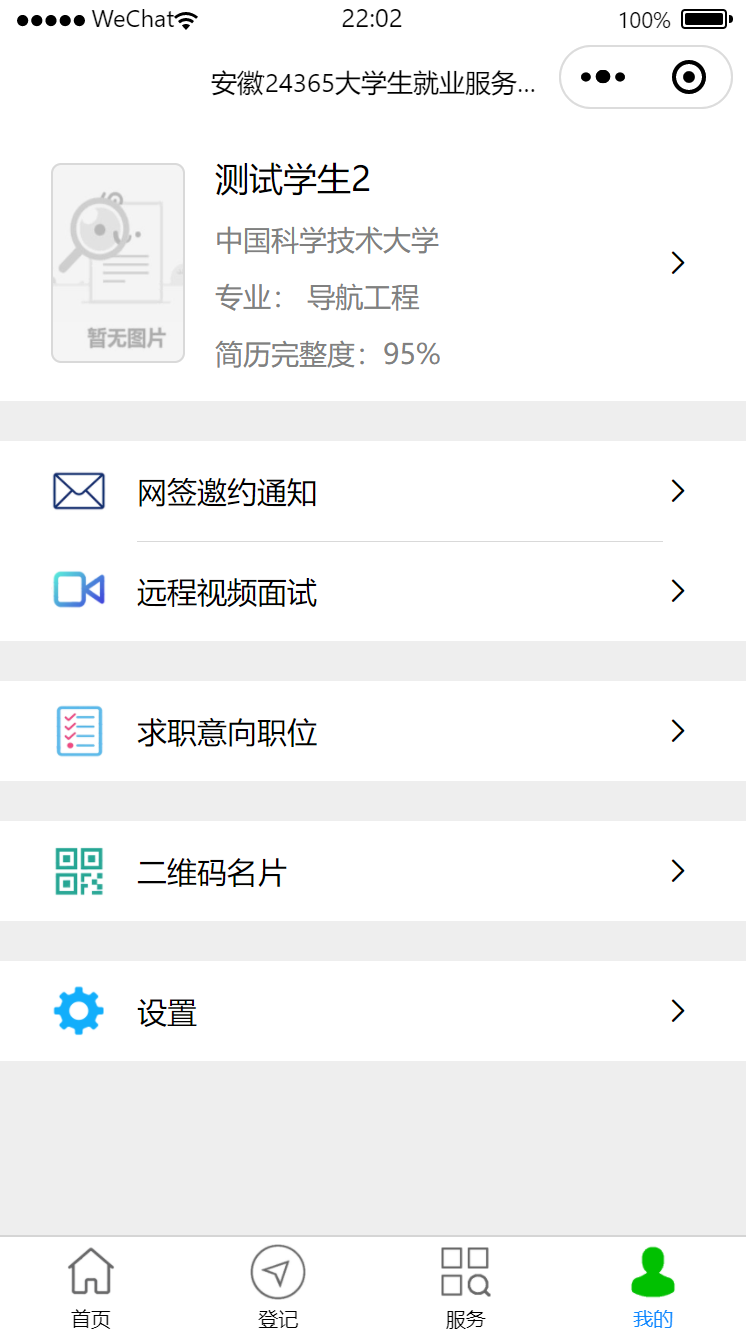 WeChat 22:02 100%
安徽24365大学生就业服务...
测试学生2
中国科学技术大学
专业： 导航工程
简历完整度：95%
暂无图片
网签邀约通知
远程视频面试
求职意向职位
二维码名片
设置
首页 登记 服务 我的